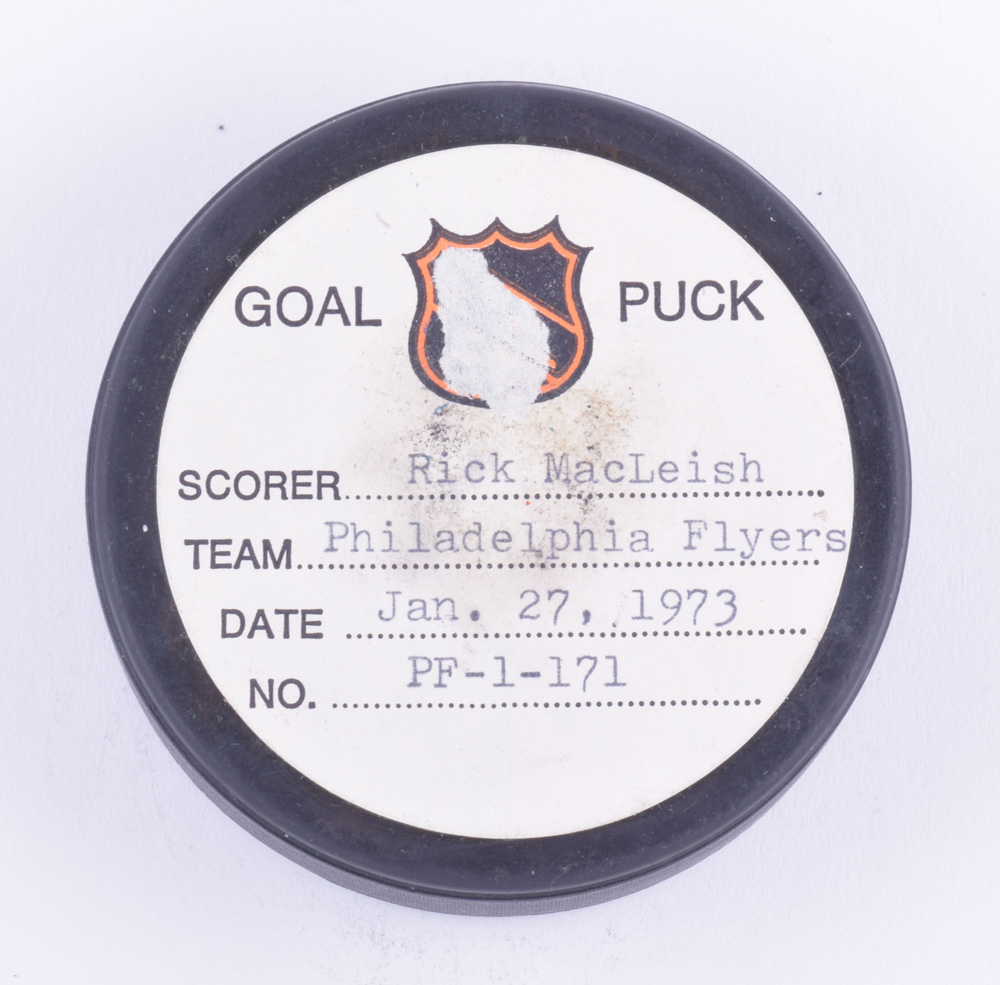 GOAL PUCK
SCORER Rick MacLeish
TEAM Philadelphia Flyers
DATE Jan. 27, 1973
NO. PF-1-171